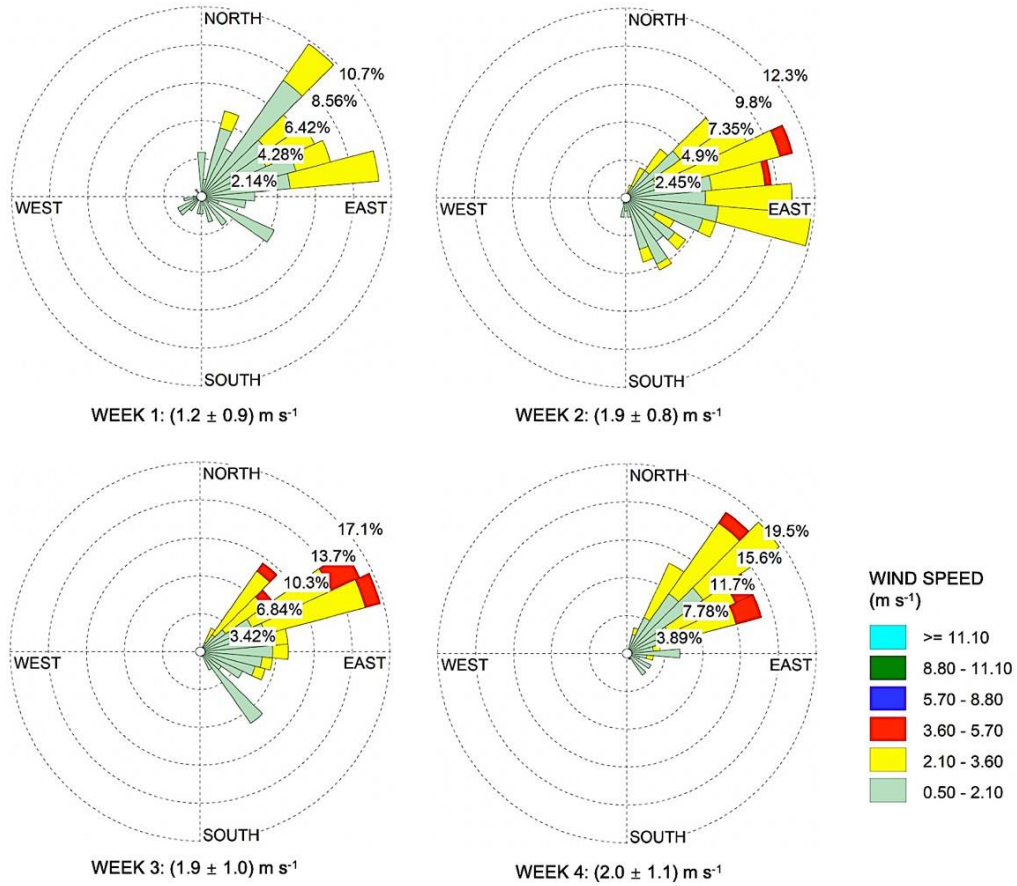 NORTH
10.7%
8.56%
6.42%
4.28%
2.14%
WEST
EAST
SOUTH
WEEK 1: (1.2 ± 0.9) m s⁻¹
NORTH
12.3%
9.8%
7.35%
4.9%
2.45%
WEST
EAST
SOUTH
WEEK 2: (1.9 ± 0.8) m s⁻¹
NORTH
17.1%
13.7%
10.3%
6.84%
3.42%
WEST
EAST
SOUTH
WEEK 3: (1.9 ± 1.0) m s⁻¹
NORTH
19.5%
15.6%
11.7%
7.78%
3.89%
WEST
EAST
SOUTH
WEEK 4: (2.0 ± 1.1) m s⁻¹
WIND SPEED
(m s⁻¹)
>= 11.10
8.80 - 11.10
5.70 - 8.80
3.60 - 5.70
2.10 - 3.60
0.50 - 2.10